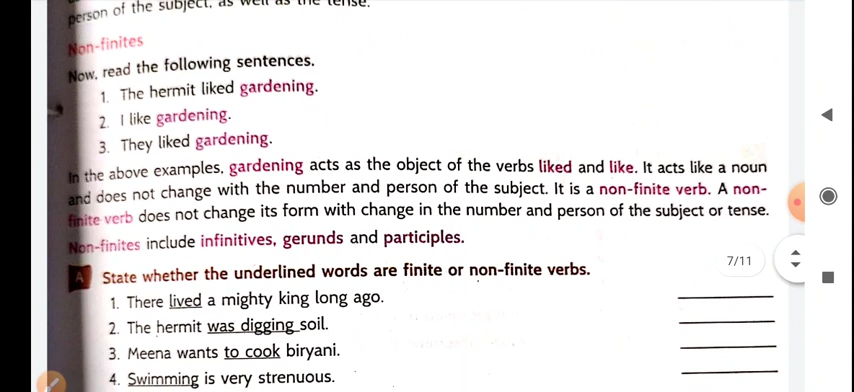 person of the subject, as well as the tense.
Non-finites
Now, read the following sentences.
1. The hermit liked gardening.
2. I like gardening.
3. They liked gardening.
In the above examples, gardening acts as the object of the verbs liked and like. It acts like a noun
and does not change with the number and person of the subject. It is a non-finite verb. A non-
finite verb does not change its form with change in the number and person of the subject or tense.
Non-finites include infinitives, gerunds and participles.
7/11
A State whether the underlined words are finite or non-finite verbs.
1. There lived a mighty king long ago.
2. The hermit was digging soil.
3. Meena wants to cook biryani.
4. Swimming is very strenuous.